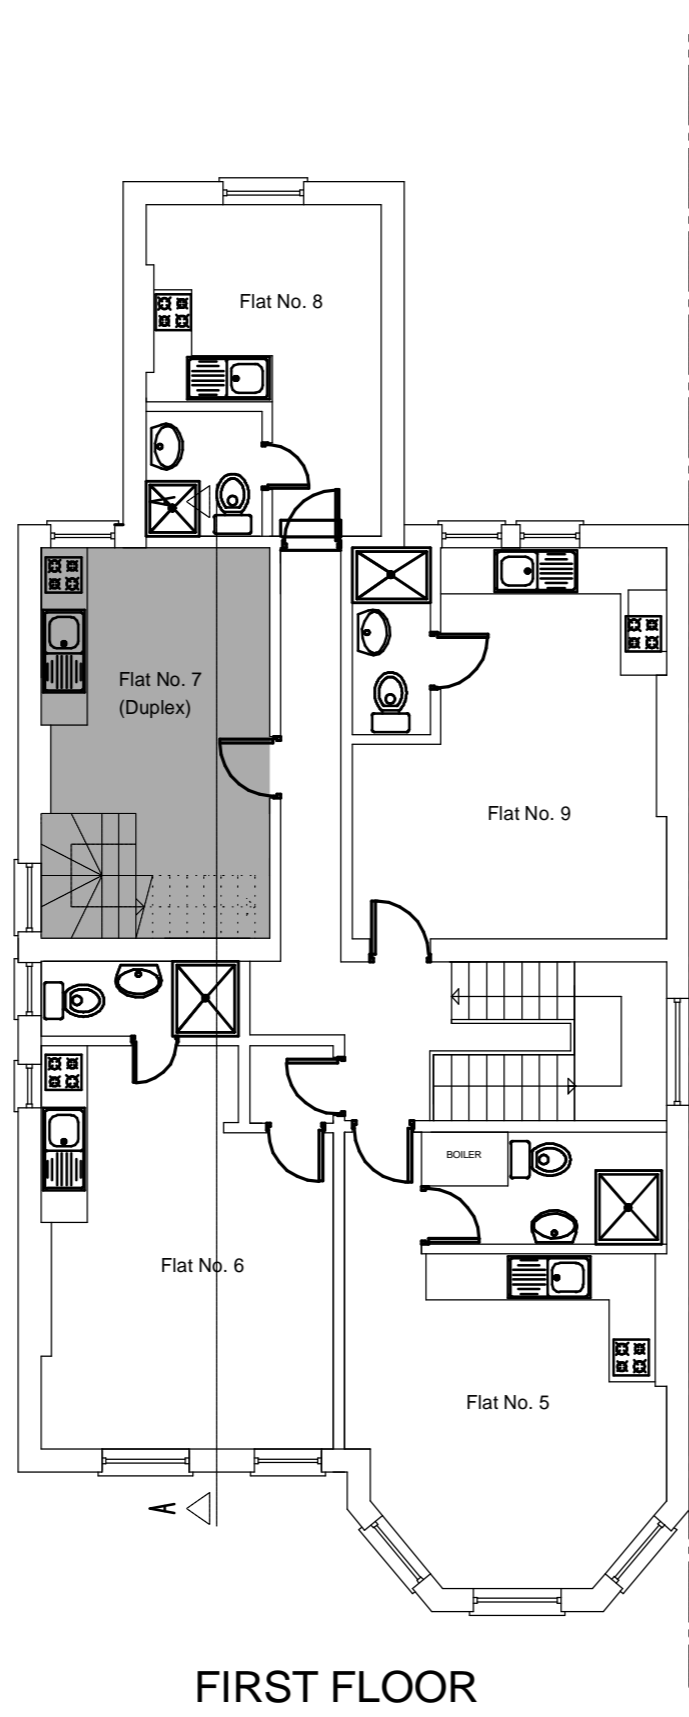 Flat No. 8
A
Flat No. 7
(Duplex)
Flat No. 9
BOILER
Flat No. 6
Flat No. 5
A
FIRST FLOOR